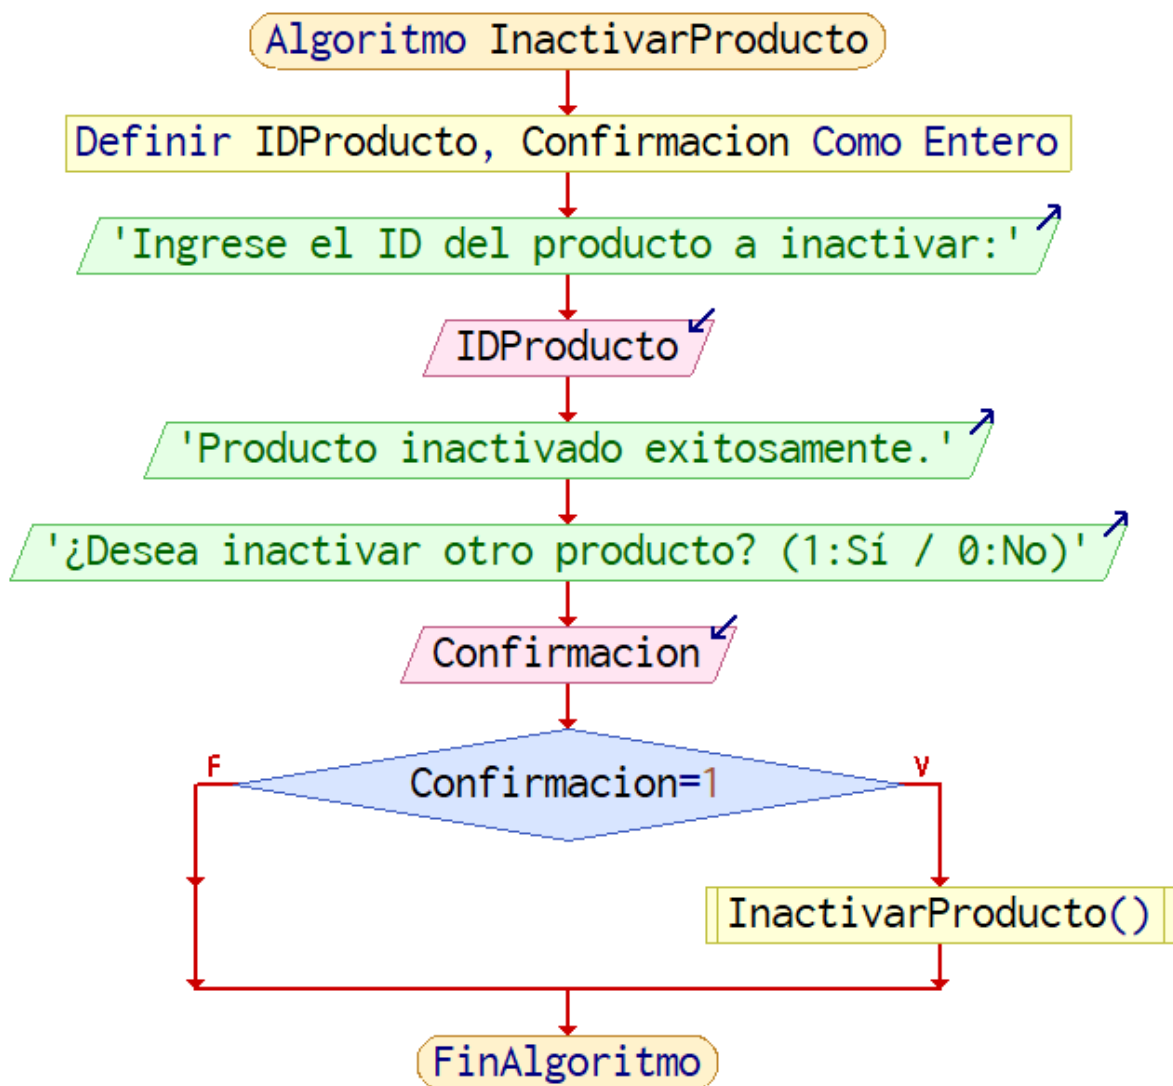 Algoritmo InactivarProducto
Definir IDProducto, Confirmacion Como Entero
'Ingrese el ID del producto a inactivar:'
IDProducto
'Producto inactivado exitosamente.'
'¿Desea inactivar otro producto? (1:Sí / 0:No)'
Confirmacion
F
V
Confirmacion=1
InactivarProducto()
FinAlgoritmo